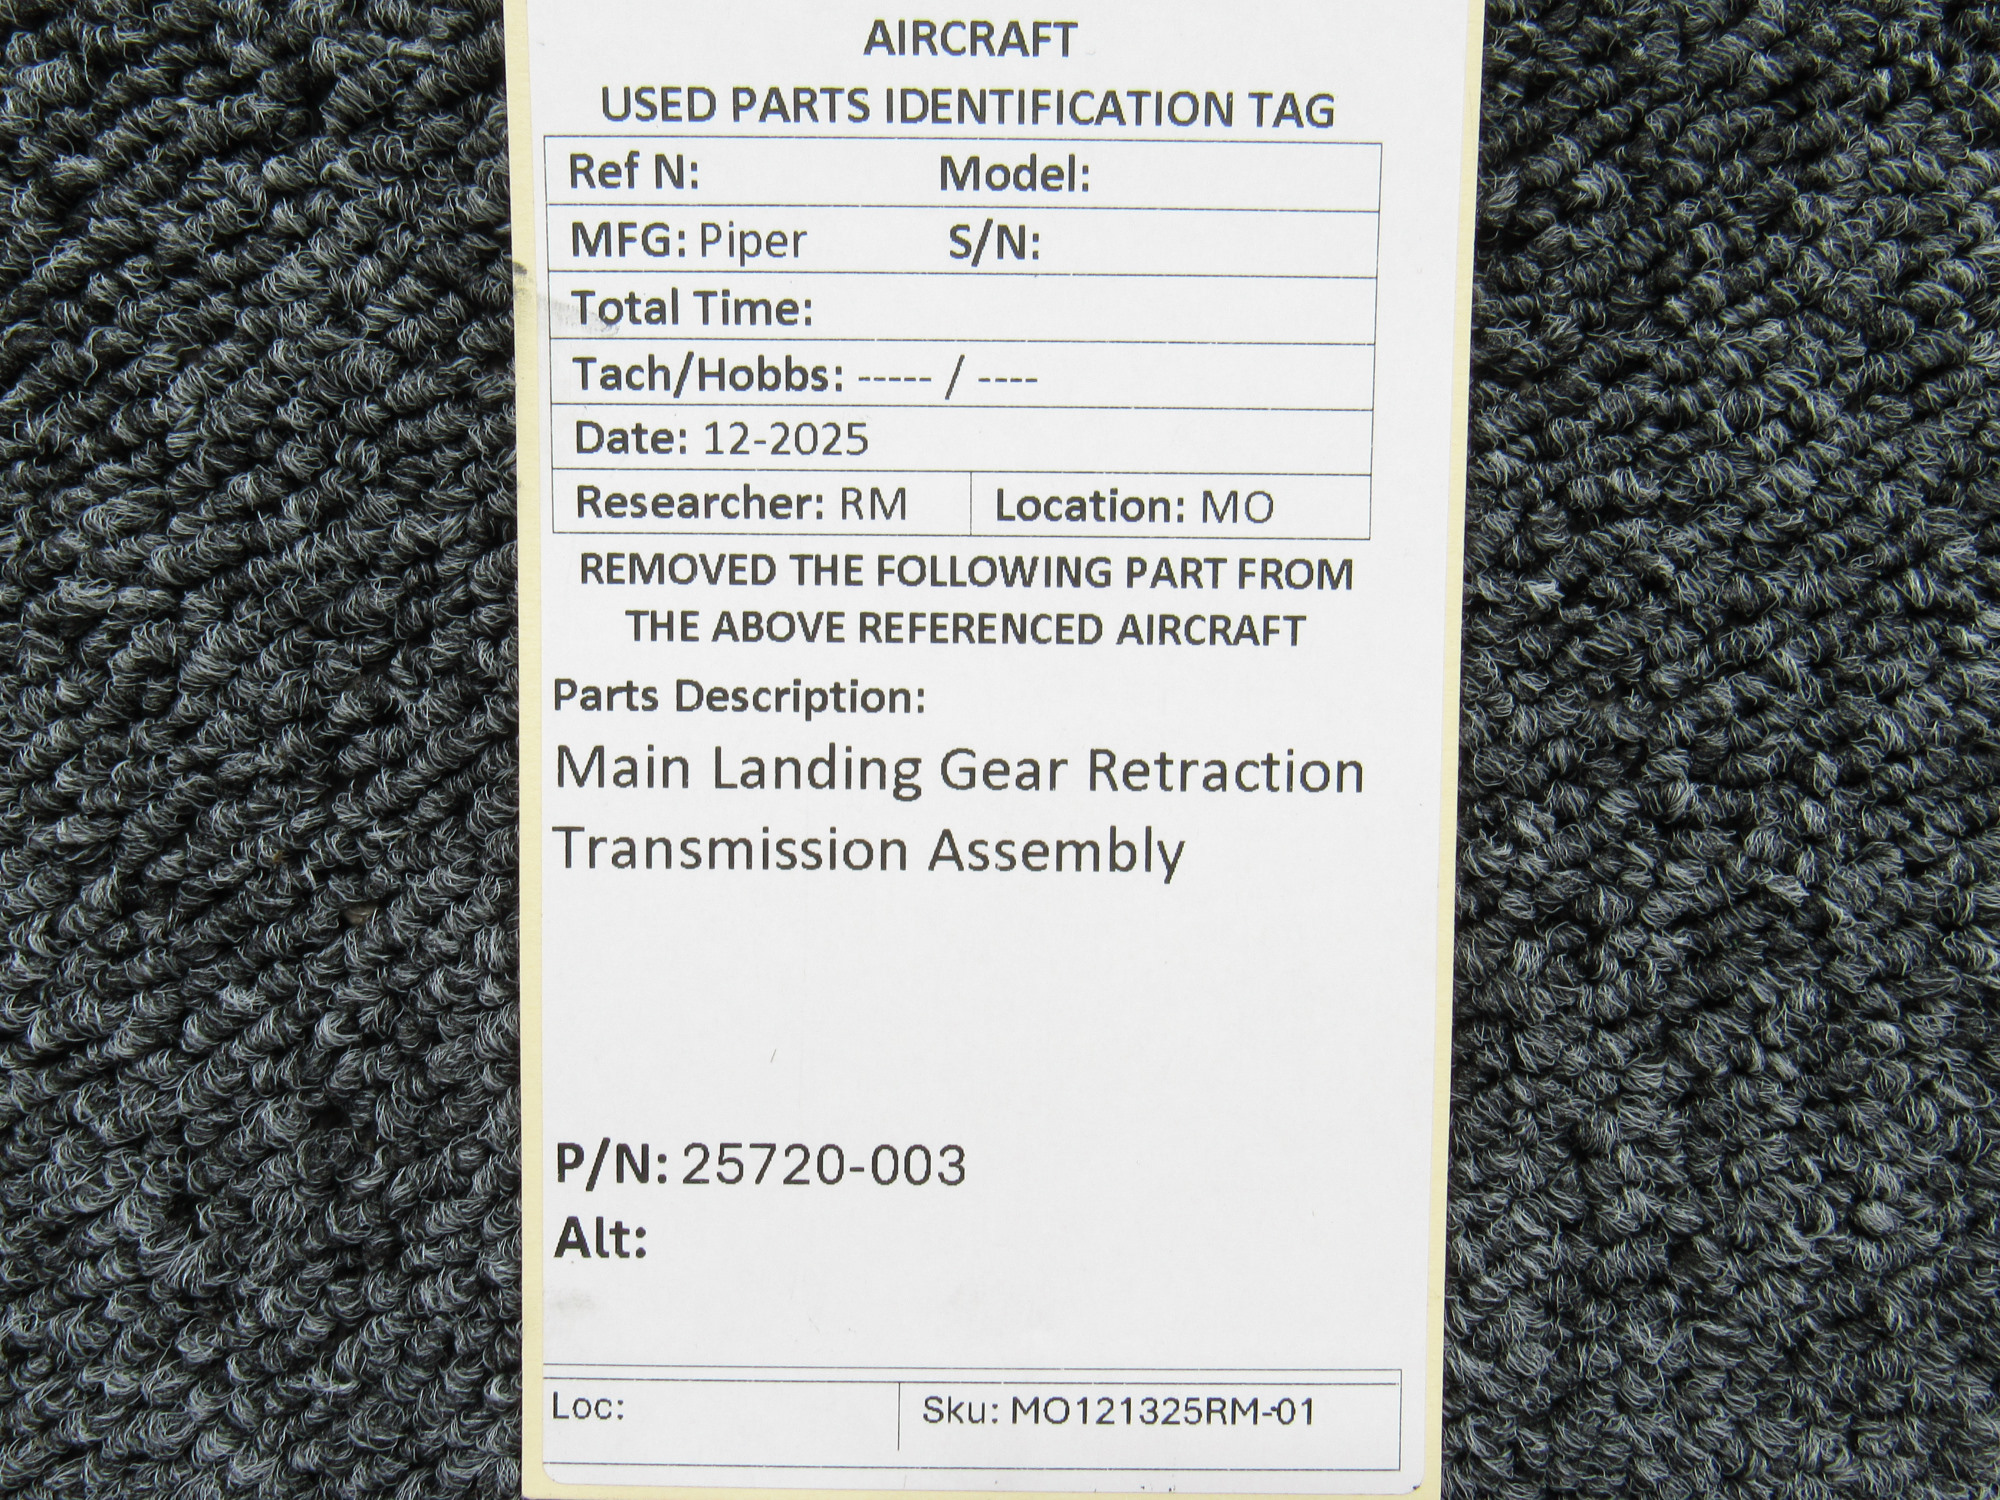 AIRCRAFT
USED PARTS IDENTIFICATION TAG
Ref N: Model:
MFG: Piper S/N:
Total Time:
Tach/Hobbs: ----- / ----
Date: 12-2025
Researcher: RM Location: MO
REMOVED THE FOLLOWING PART FROM
THE ABOVE REFERENCED AIRCRAFT
Parts Description:
Main Landing Gear Retraction
Transmission Assembly
P/N: 25720-003
Alt:
Loc: Sku: MO121325RM-01